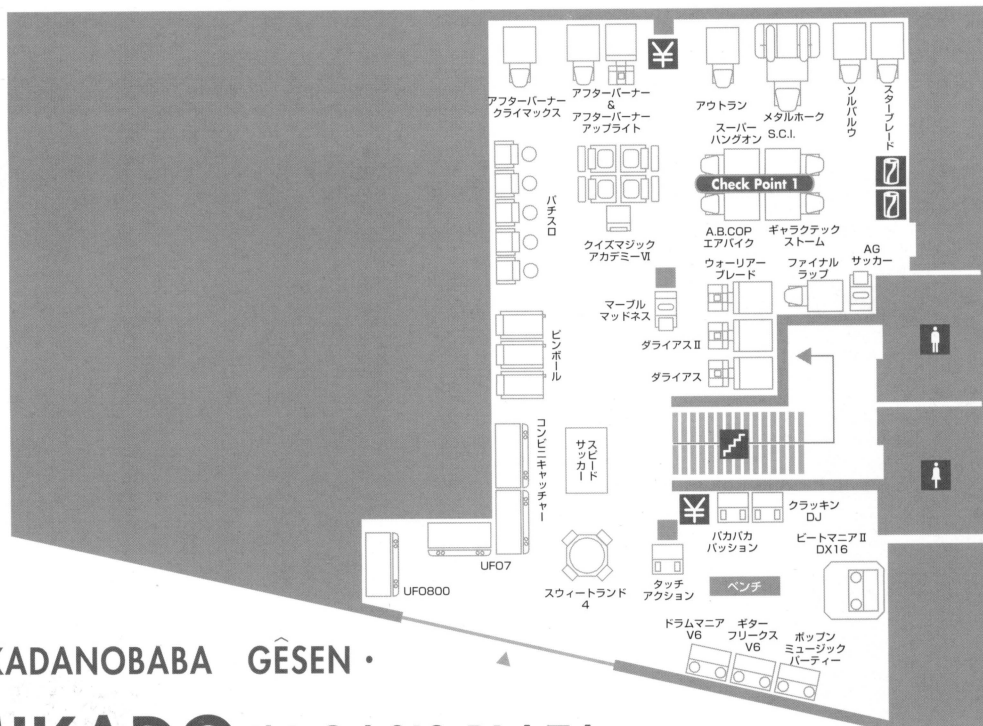 アフターバーナー
クライマックス
アフターバーナー
&
アフターバーナー
アップライト
¥
アウトラン
メタルホーク
S.C.I.
ソルバルウ
スターブレード
スーパー
ハングオン
Check Point 1
A.B.COP
エアバイク
ギャラクテック
ストーム
パチスロ
クイズマジック
アカデミーⅥ
ウォーリアー
ブレード
ファイナル
ラップ
AG
サッカー
マーブル
マッドネス
ダライアスⅡ
ダライアス
ピンボール
コンビニキャッチャー
スピード
サッカー
¥
クラッキン
DJ
パカパカ
パッション
ビートマニアⅡ
DX16
UFO7
UFO800
スウィートランド
4
タッチ
アクション
ベンチ
ドラムマニア
V6
ギター
フリークス
V6
ポップン
ミュージック
パーティー
KADANOBABA GÊSEN ・